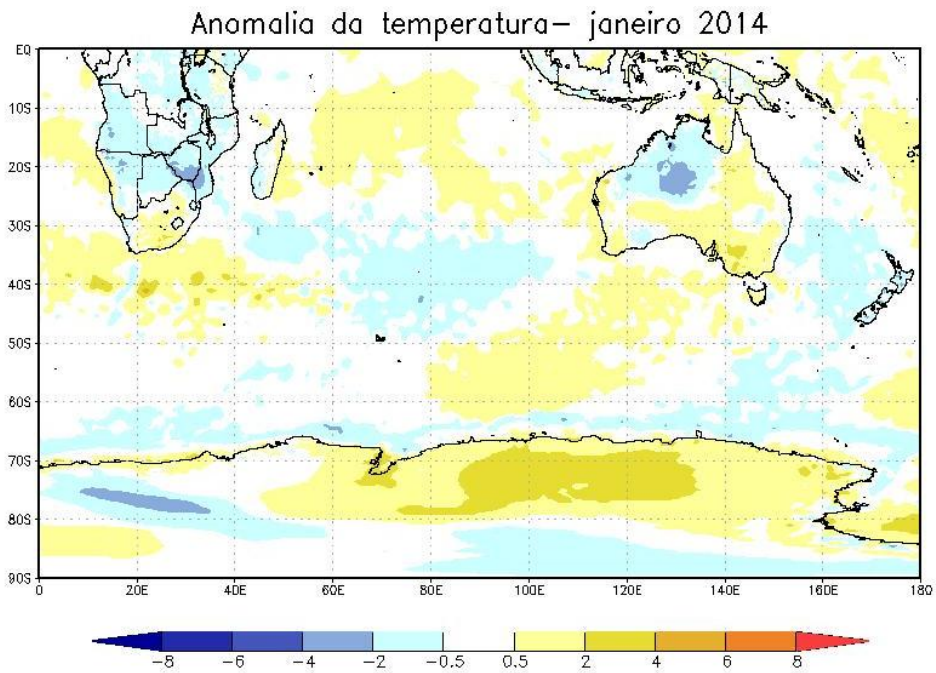 Anomalia da temperatura- janeiro 2014
EQ
10S
20S
30S
40S
50S
60S
70S
80S
90S
0 20E 40E 60E 80E 100E 120E 140E 160E 180
-8 -6 -4 -2 -0.5 0.5 2 4 6 8